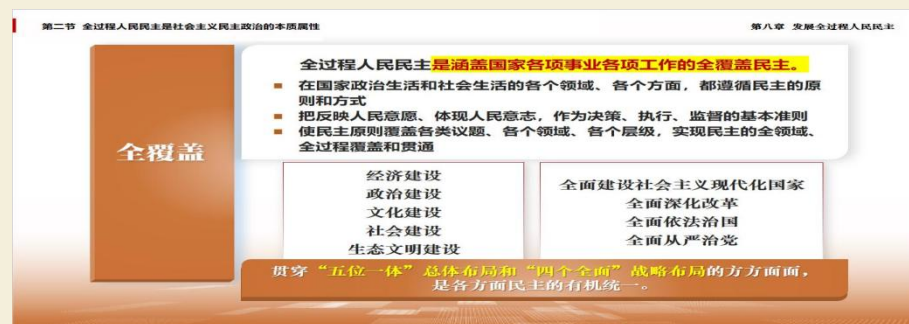 第二节 全过程人民民主是社会主义民主政治的本质属性
第八章 发展全过程人民民主
全覆盖
全过程人民民主是涵盖国家各项事业各项工作的全覆盖民主。
在国家政治生活和社会生活的各个领域、各个方面，都遵循民主的原
则和方式
把反映人民意愿、体现人民意志，作为决策、执行、监督的基本准则
使民主原则覆盖各类议题、各个领域、各个层级，实现民主的全领域、
全过程覆盖和贯通
经济建设
政治建设
文化建设
社会建设
生态文明建设
全面建设社会主义现代化国家
全面深化改革
全面依法治国
全面从严治党
贯穿“五位一体”总体布局和“四个全面”战略布局的方方面面，
是各方面民主的有机统一。